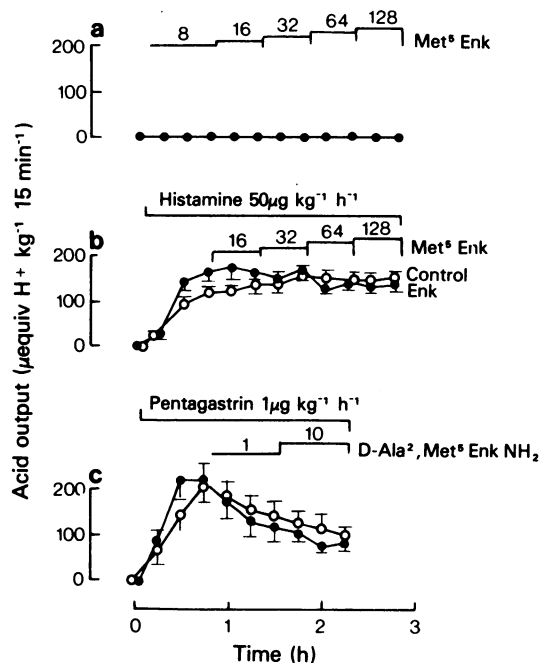 Acid output (μequiv H+ kg⁻¹ 15 min⁻¹)
a
8 16 32 64 128 Met⁵ Enk
200
100
0
Histamine 50μg kg⁻¹ h⁻¹
b
16 32 64 128 Met⁵ Enk
200
100
0
Control
Enk
Pentagastrin 1μg kg⁻¹ h⁻¹
1 10 D-Ala², Met⁵ Enk NH₂
c
200
100
0
0 1 2 3
Time (h)